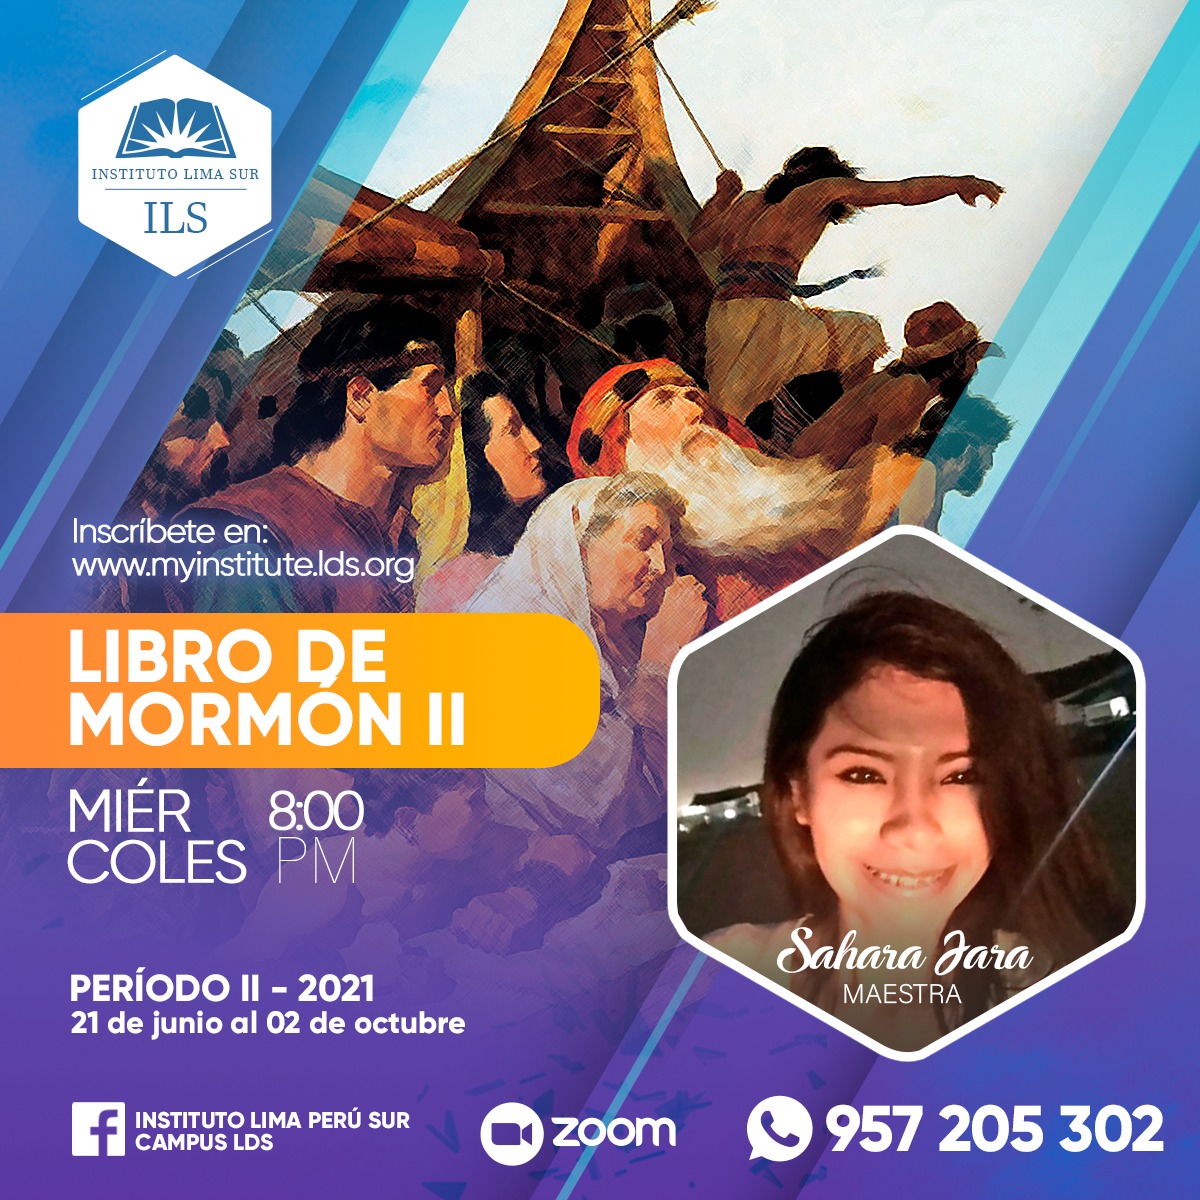 INSTITUTO LIMA SUR
ILS
Inscríbete en:
www.myinstitute.lds.org
LIBRO DE
MORMÓN II
MIÉR
COLES
8:00
PM
Sahara Jara
MAESTRA
PERÍODO II - 2021
21 de junio al 02 de octubre
INSTITUTO LIMA PERÚ SUR
CAMPUS LDS
zoom
957 205 302